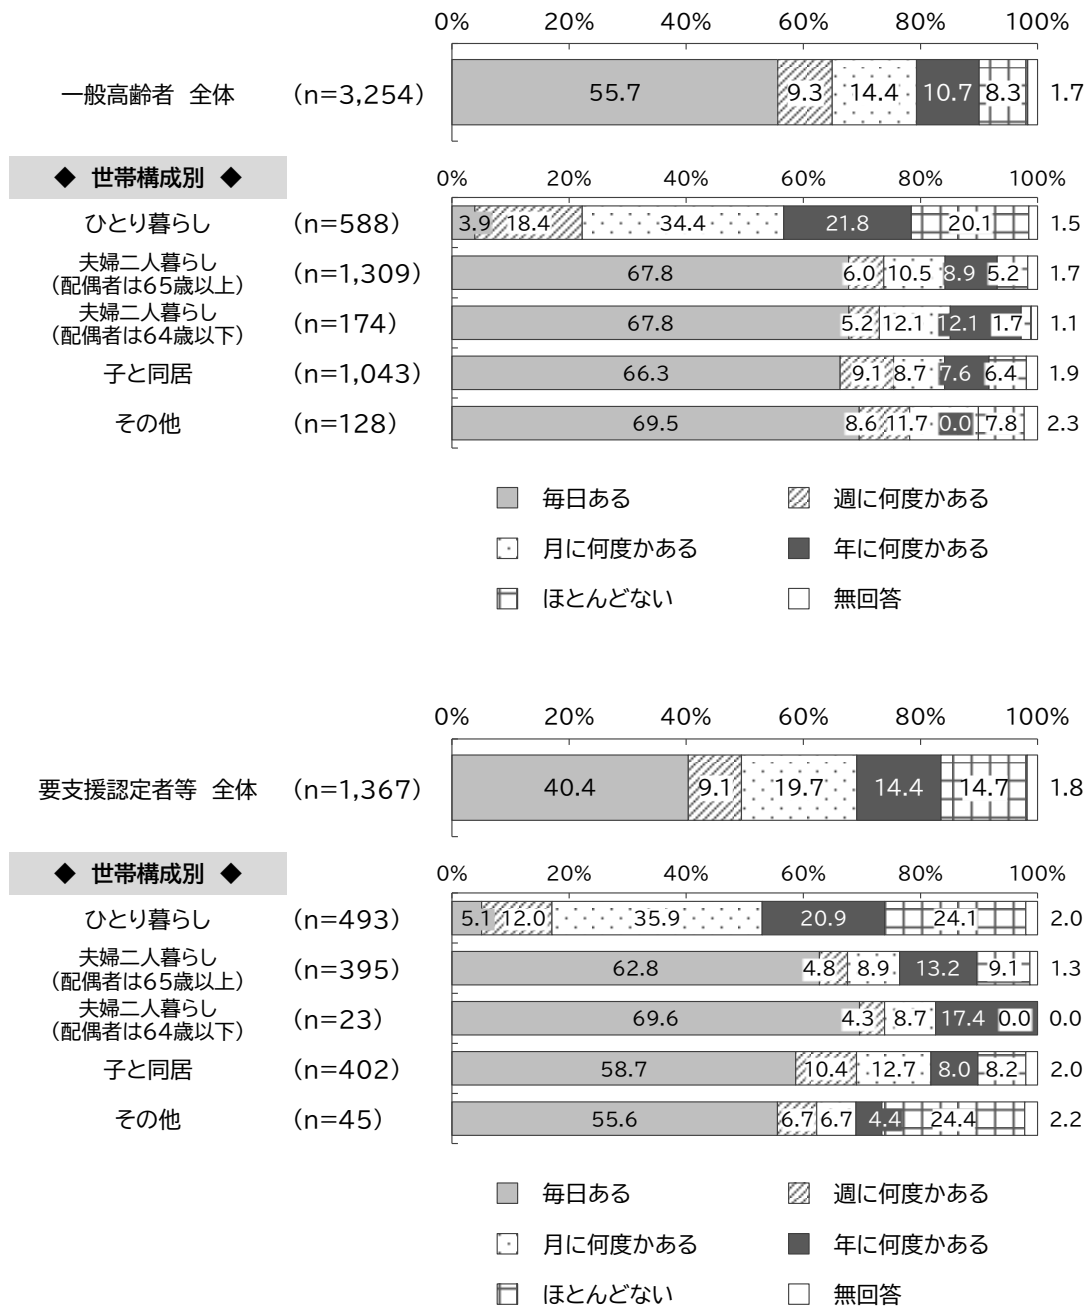 0% 20% 40% 60% 80% 100%
一般高齢者 全体 (n=3,254) 55.7 9.3 14.4 10.7 8.3 1.7
◆ 世帯構成別 ◆ 0% 20% 40% 60% 80% 100%
ひとり暮らし (n=588) 3.9 18.4 34.4 21.8 20.1 1.5
夫婦二人暮らし
(配偶者は65歳以上) (n=1,309) 67.8 6.0 10.5 8.9 5.2 1.7
夫婦二人暮らし
(配偶者は64歳以下) (n=174) 67.8 5.2 12.1 12.1 1.7 1.1
子と同居 (n=1,043) 66.3 9.1 8.7 7.6 6.4 1.9
その他 (n=128) 69.5 8.6 11.7 0.0 7.8 2.3
毎日ある 週に何度かある
月に何度かある 年に何度かある
ほとんどない 無回答
0% 20% 40% 60% 80% 100%
要支援認定者等 全体 (n=1,367) 40.4 9.1 19.7 14.4 14.7 1.8
◆ 世帯構成別 ◆ 0% 20% 40% 60% 80% 100%
ひとり暮らし (n=493) 5.1 12.0 35.9 20.9 24.1 2.0
夫婦二人暮らし
(配偶者は65歳以上) (n=395) 62.8 4.8 8.9 13.2 9.1 1.3
夫婦二人暮らし
(配偶者は64歳以下) (n=23) 69.6 4.3 8.7 17.4 0.0 0.0
子と同居 (n=402) 58.7 10.4 12.7 8.0 8.2 2.0
その他 (n=45) 55.6 6.7 6.7 4.4 24.4 2.2
毎日ある 週に何度かある
月に何度かある 年に何度かある
ほとんどない 無回答